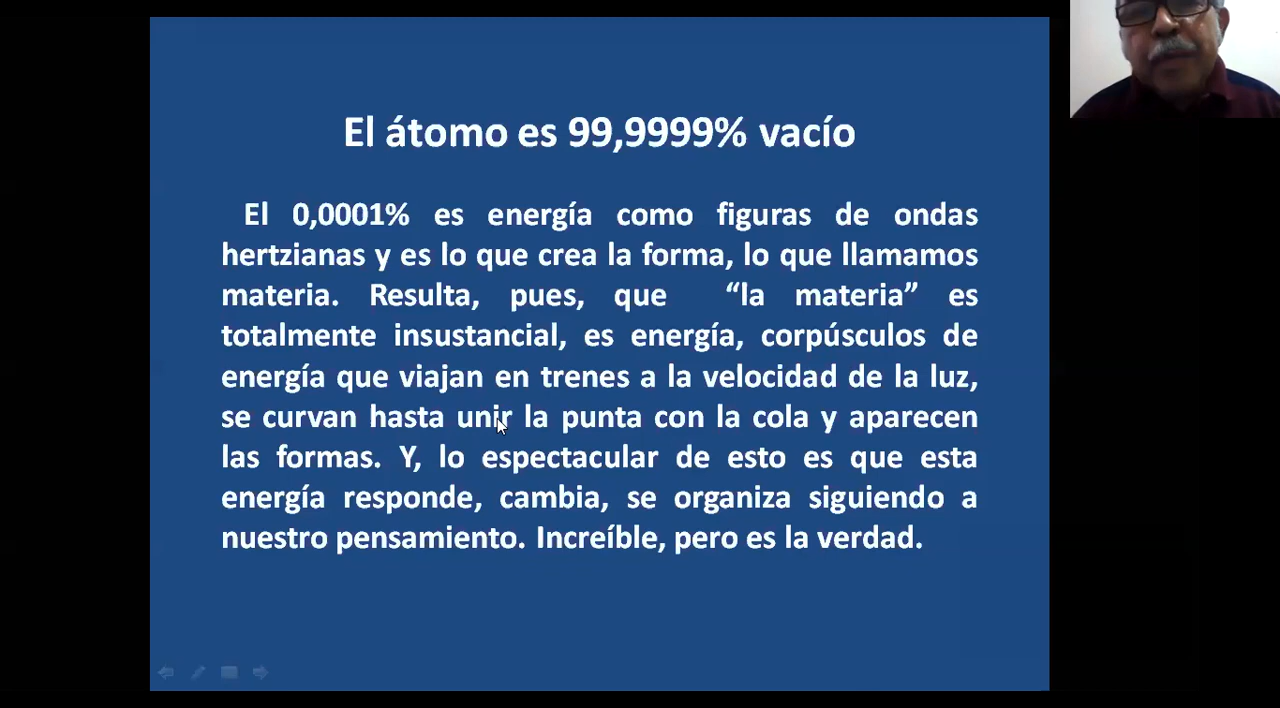 El átomo es 99,9999% vacío
El 0,0001% es energía como figuras de ondas
hertzianas y es lo que crea la forma, lo que llamamos
materia. Resulta, pues, que “la materia” es
totalmente insustancial, es energía, corpúsculos de
energía que viajan en trenes a la velocidad de la luz,
se curvan hasta unir la punta con la cola y aparecen
las formas. Y, lo espectacular de esto es que esta
energía responde, cambia, se organiza siguiendo a
nuestro pensamiento. Increíble, pero es la verdad.